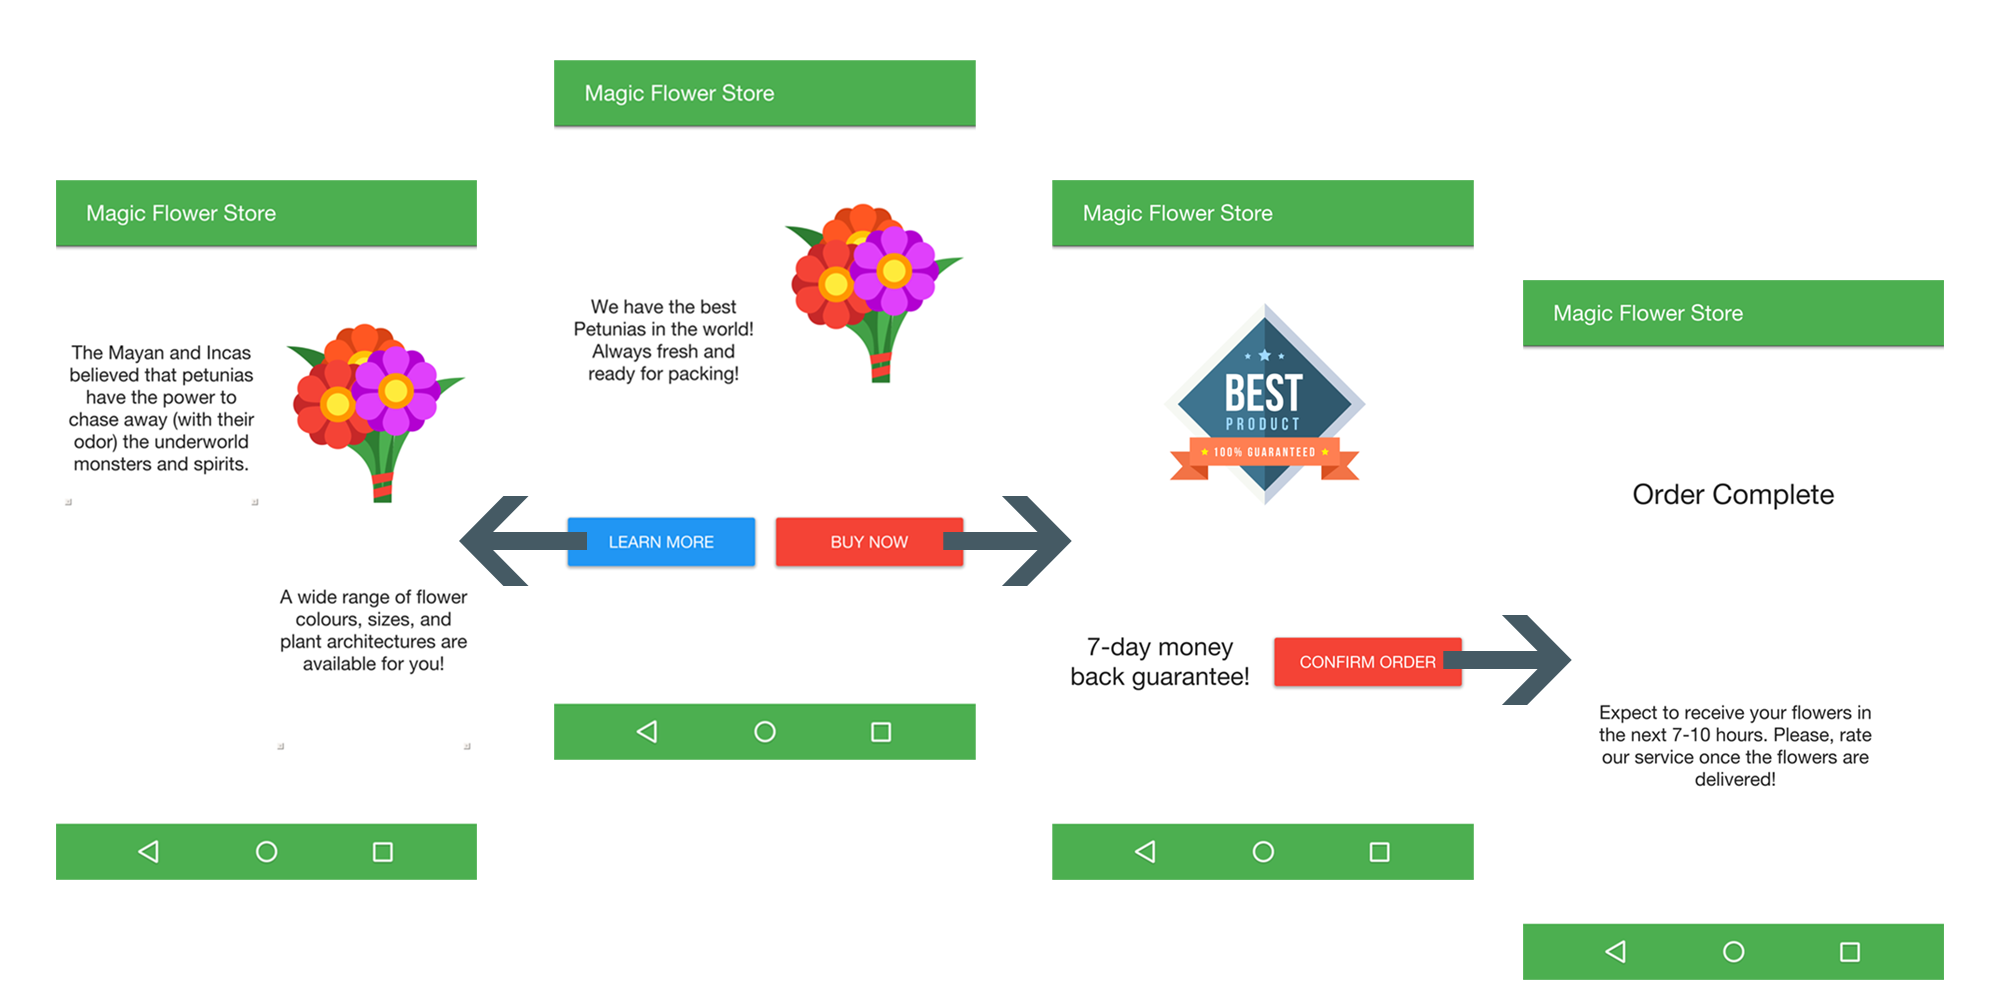 Magic Flower Store
The Mayan and Incas
believed that petunias
have the power to
chase away (with their
odor) the underworld
monsters and spirits.
A wide range of flower
colours, sizes, and
plant architectures are
available for you!
Magic Flower Store
We have the best
Petunias in the world!
Always fresh and
ready for packing!
LEARN MORE
BUY NOW
Magic Flower Store
BEST
PRODUCT
100% GUARANTEED
7-day money
back guarantee!
CONFIRM ORDER
Magic Flower Store
Order Complete
Expect to receive your flowers in
the next 7-10 hours. Please, rate
our service once the flowers are
delivered!